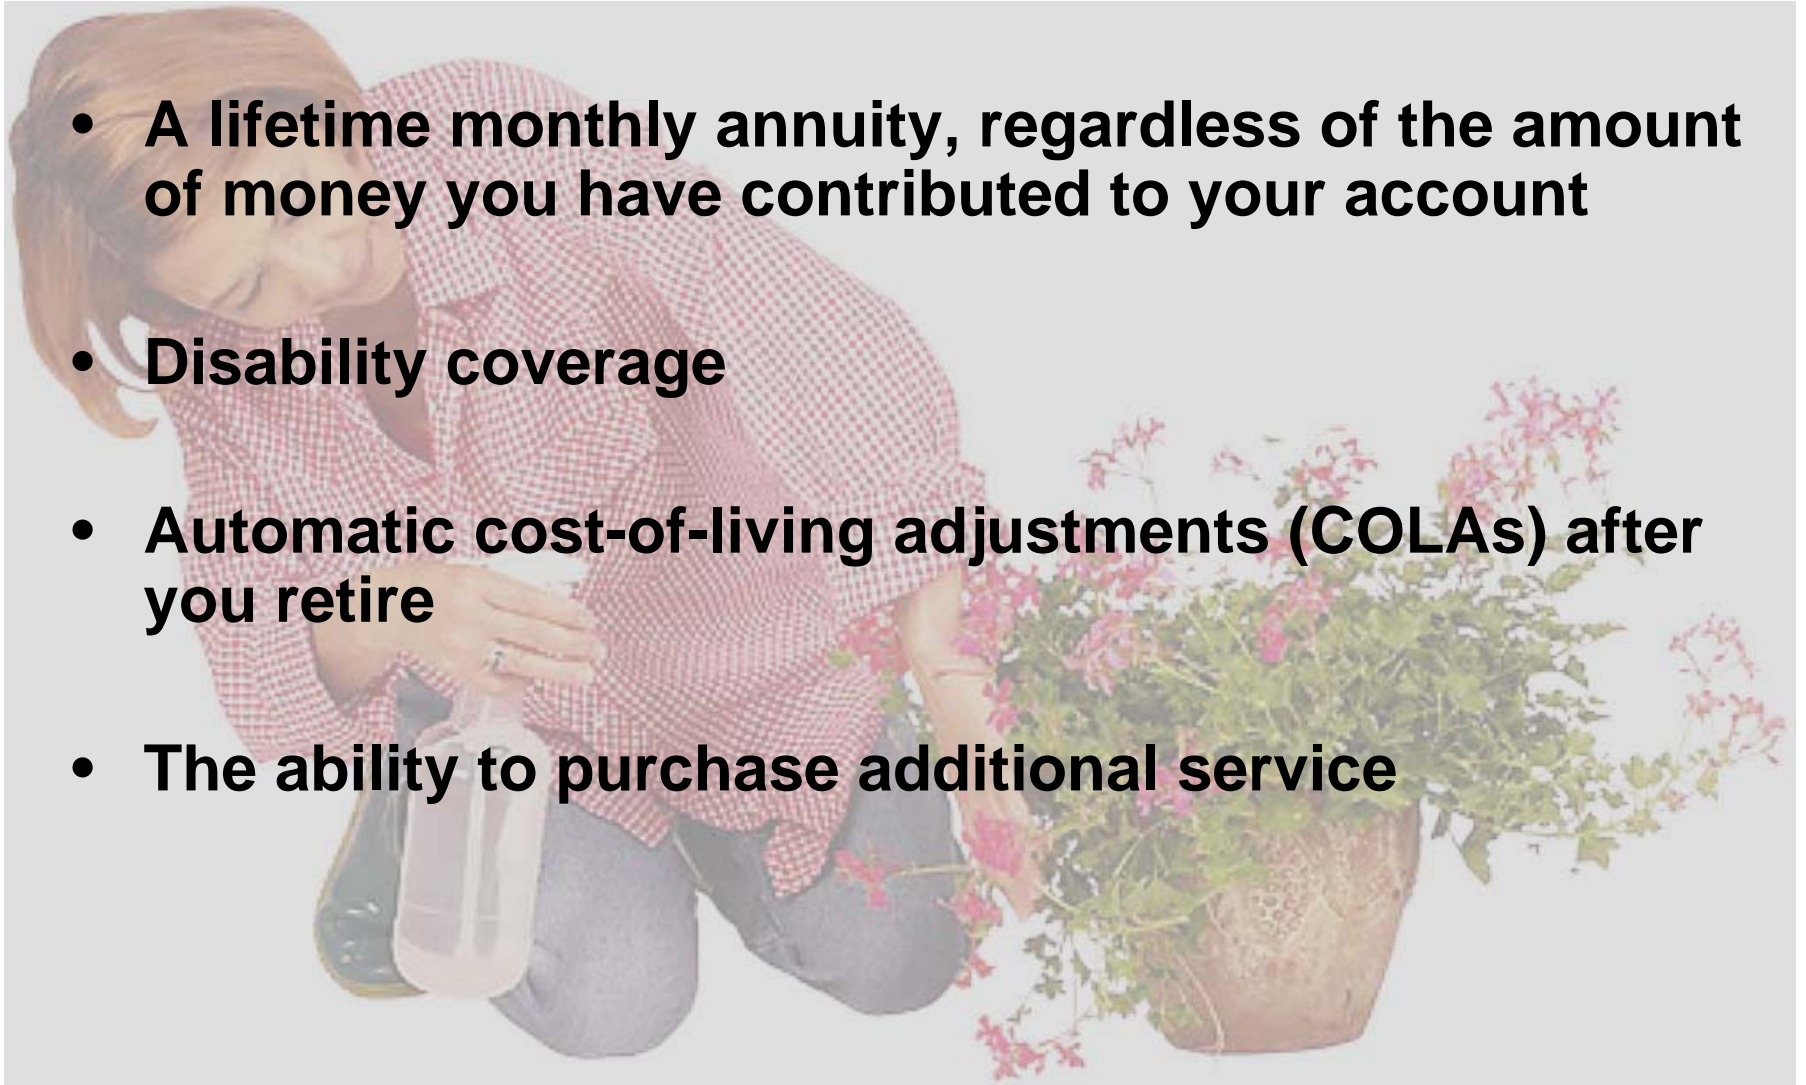 • A lifetime monthly annuity, regardless of the amount
of money you have contributed to your account
• Disability coverage
• Automatic cost-of-living adjustments (COLAs) after
you retire
• The ability to purchase additional service